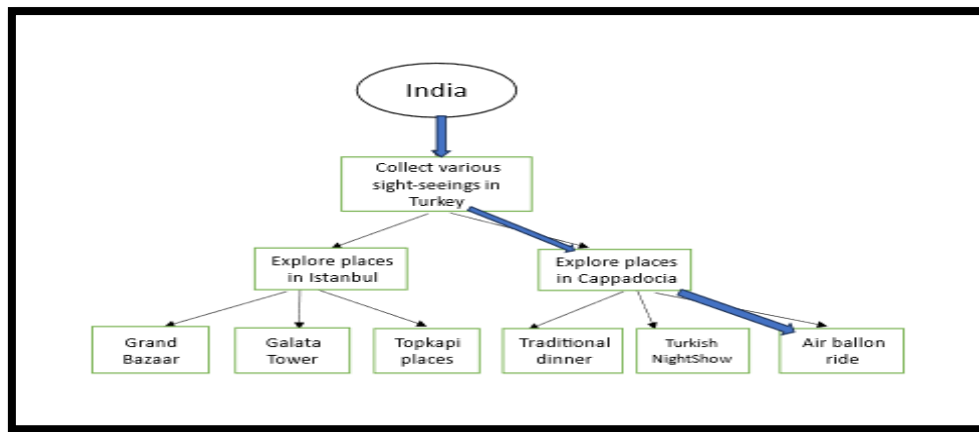 India
Collect various
sight-seeings in
Turkey
Explore places
in Istanbul
Explore places
in Cappadocia
Grand
Bazaar
Galata
Tower
Topkapi
places
Traditional
dinner
Turkish
NightShow
Air ballon
ride